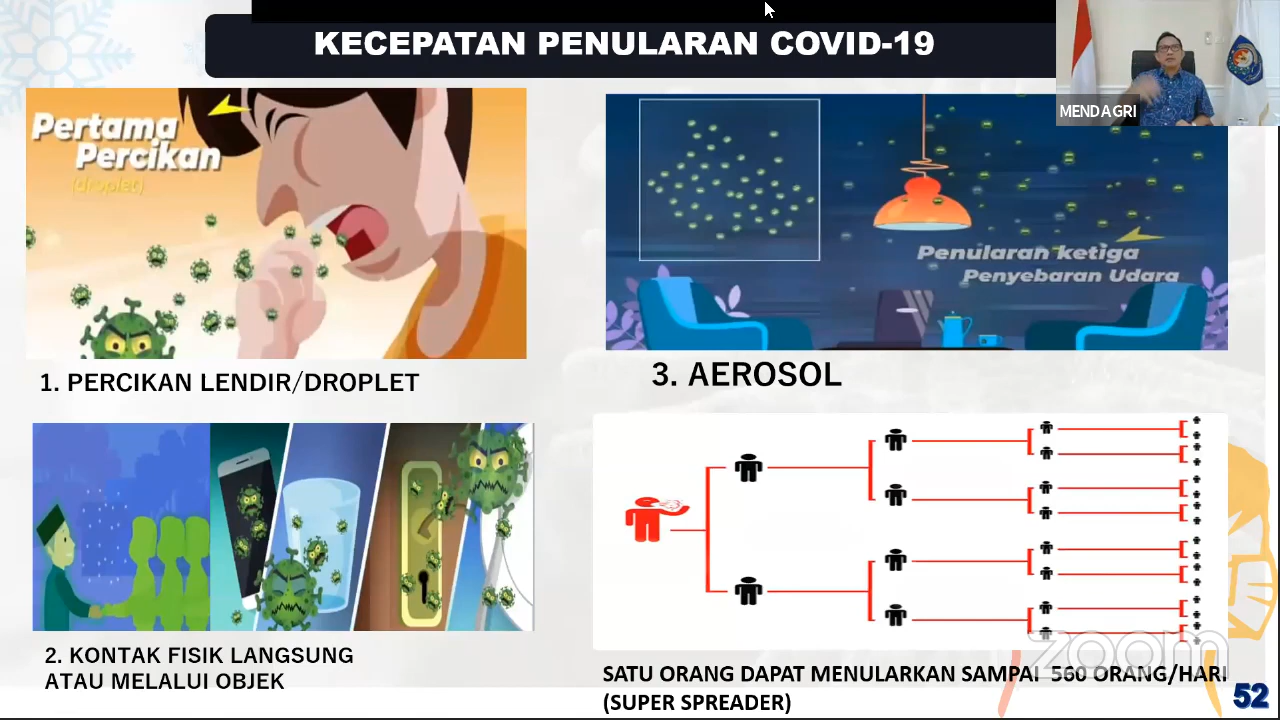 KECEPATAN PENULARAN COVID-19
MENDAGRI
Pertama
Percikan
(droplet)
1. PERCIKAN LENDIR/DROPLET
Penularan ketiga
Penyebaran Udara
3. AEROSOL
2. KONTAK FISIK LANGSUNG
ATAU MELALUI OBJEK
SATU ORANG DAPAT MENULARKAN SAMPAI 560 ORANG/HARI
(SUPER SPREADER)
zoom
52